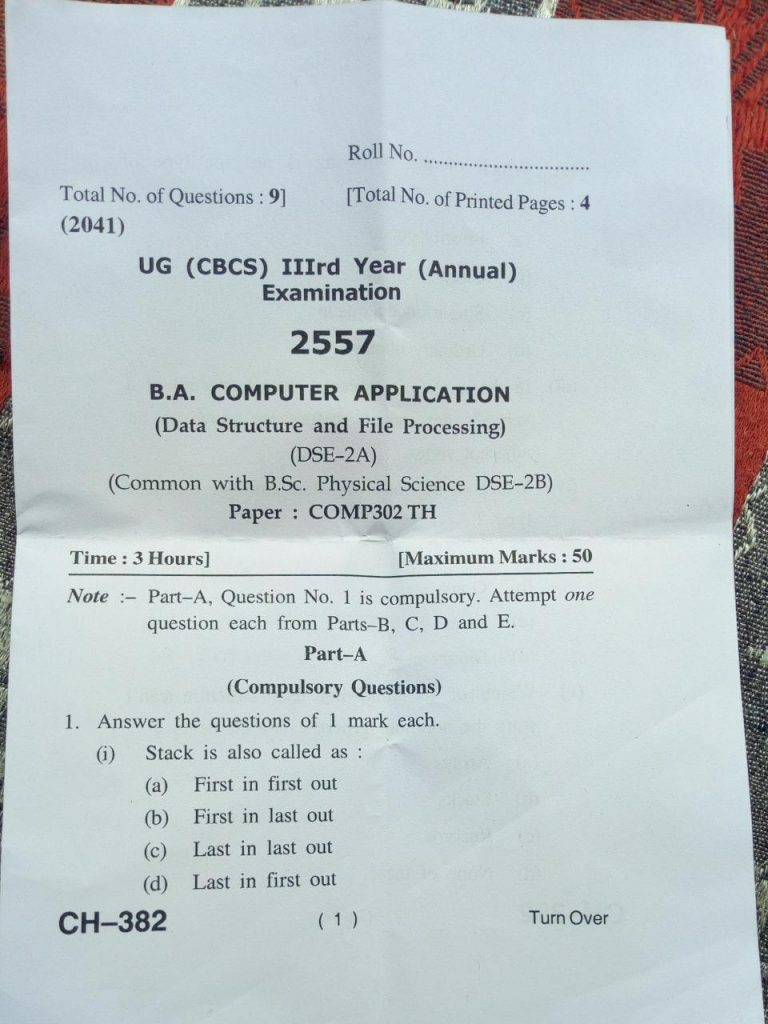 Roll No. ................................
Total No. of Questions : 9] [Total No. of Printed Pages : 4
(2041)
UG (CBCS) IIIrd Year (Annual)
Examination
2557
B.A. COMPUTER APPLICATION
(Data Structure and File Processing)
(DSE–2A)
(Common with B.Sc. Physical Science DSE–2B)
Paper : COMP302 TH
Time : 3 Hours] [Maximum Marks : 50
Note :– Part–A, Question No. 1 is compulsory. Attempt one
question each from Parts–B, C, D and E.
Part–A
(Compulsory Questions)
1. Answer the questions of 1 mark each.
(i) Stack is also called as :
(a) First in first out
(b) First in last out
(c) Last in last out
(d) Last in first out
CH–382 ( 1 ) Turn Over